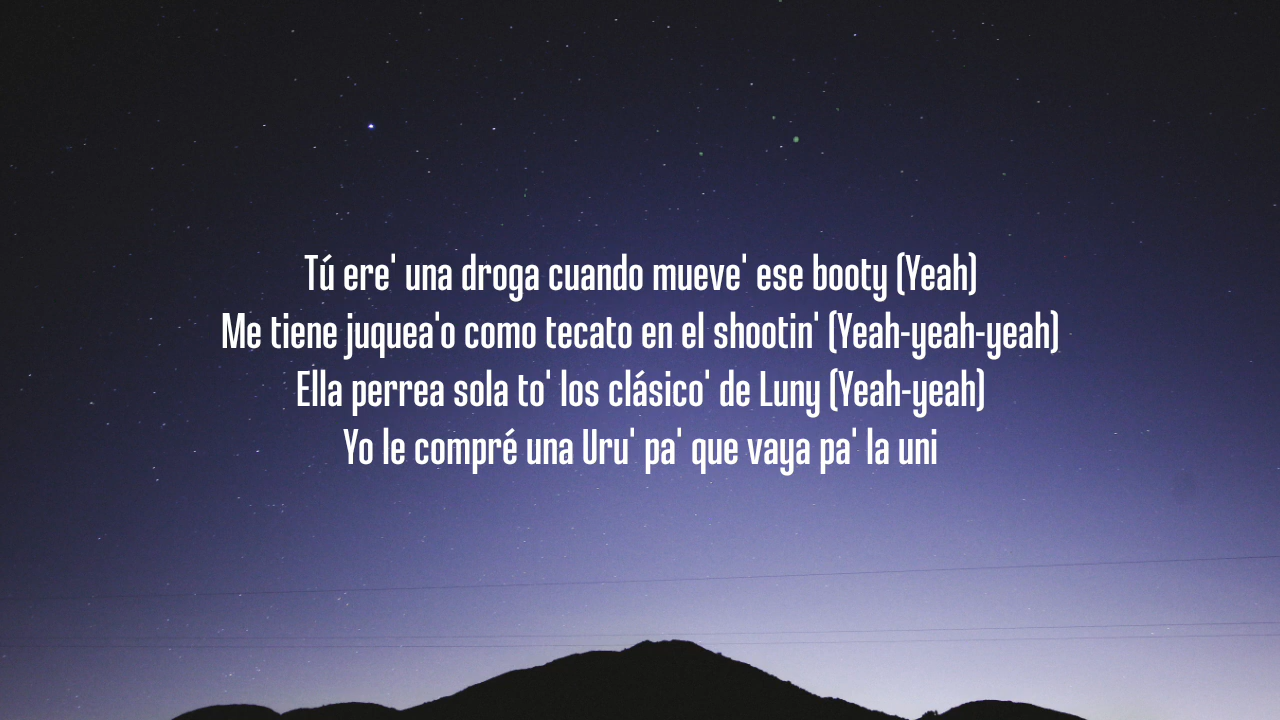 Tú ere' una droga cuando mueve' ese booty (Yeah)
Me tiene juquea'o como tecato en el shootin' (Yeah-yeah-yeah)
Ella perrea sola to' los clásico' de Luny (Yeah-yeah)
Yo le compré una Uru' pa' que vaya pa' la uni